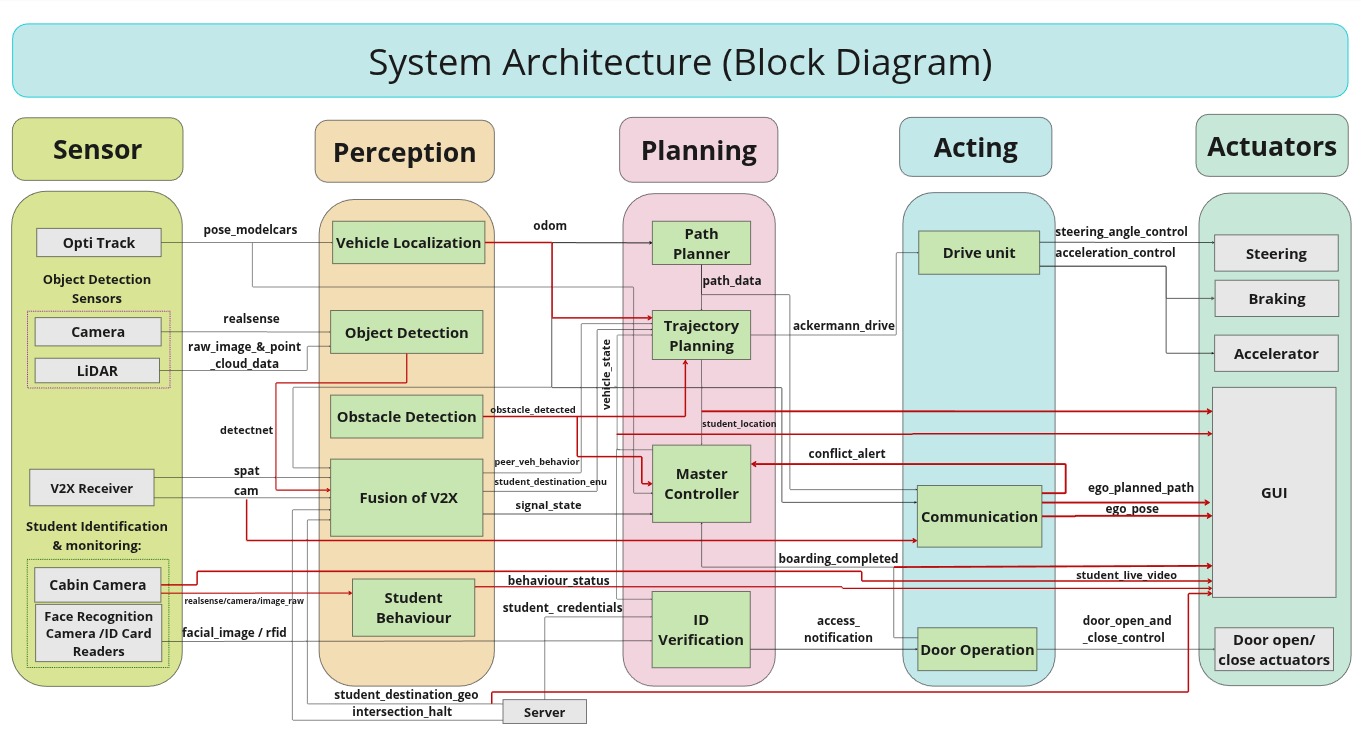 System Architecture (Block Diagram)
Sensor
Perception
Planning
Acting
Actuators
Opti Track
pose_modelcars
Vehicle Localization
odom
Path
Planner
path_data
Drive unit
steering_angle_control
acceleration_control
Steering
Braking
Accelerator
Object Detection
Sensors
Camera
LiDAR
realsense
raw_image_&_point
_cloud_data
Object Detection
Trajectory
Planning
ackermann_drive
vehicle_state
Obstacle Detection
obstacle_detected
student_location
detectnet
V2X Receiver
spat
cam
Fusion of V2X
peer_veh_behavior
student_destination_enu
signal_state
Master
Controller
conflict_alert
Communication
ego_planned_path
ego_pose
GUI
Student Identification
& monitoring:
Cabin Camera
realsense/camera/image_raw
Face Recognition
Camera /ID Card
Readers
facial_image / rfid
Student
Behaviour
behaviour_status
student_ credentials
boarding_completed
student_live_video
ID
Verification
access_
notification
Door Operation
door_open_and
_close_control
Door open/
close actuators
student_destination_geo
intersection_halt
Server